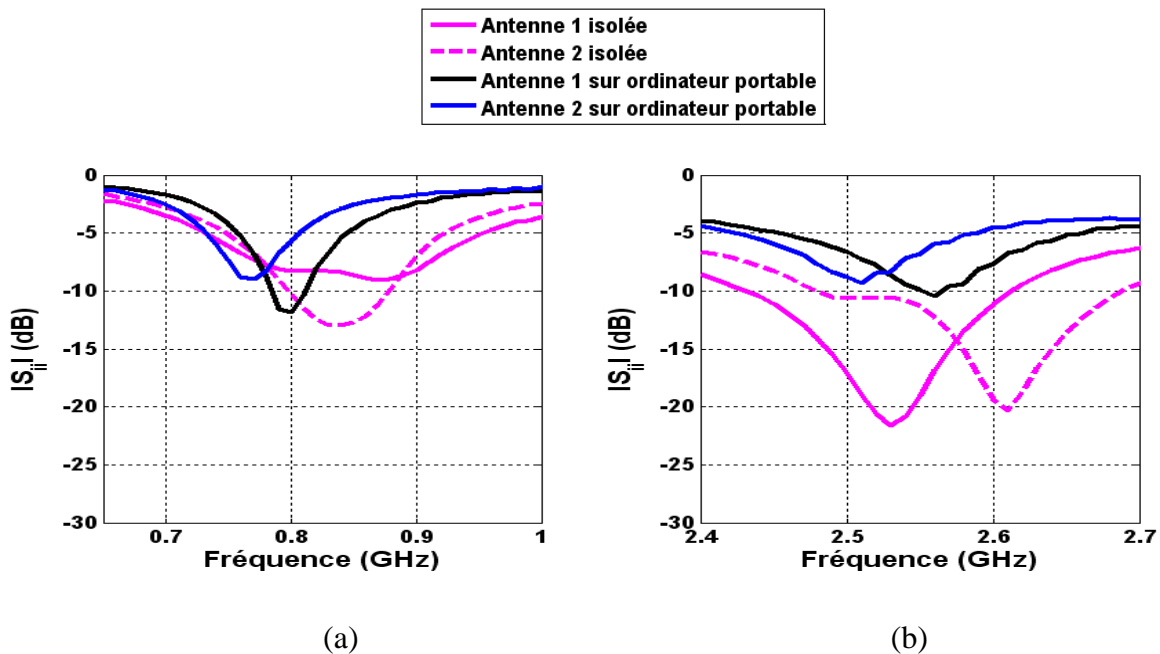 Antenne 1 isolée
Antenne 2 isolée
Antenne 1 sur ordinateur portable
Antenne 2 sur ordinateur portable
0
-5
-10
-15
-20
-25
-30
|Sii| (dB)
0.7
0.8
0.9
1
Fréquence (GHz)
(a)
0
-5
-10
-15
-20
-25
-30
|Sii| (dB)
2.4
2.5
2.6
2.7
Fréquence (GHz)
(b)